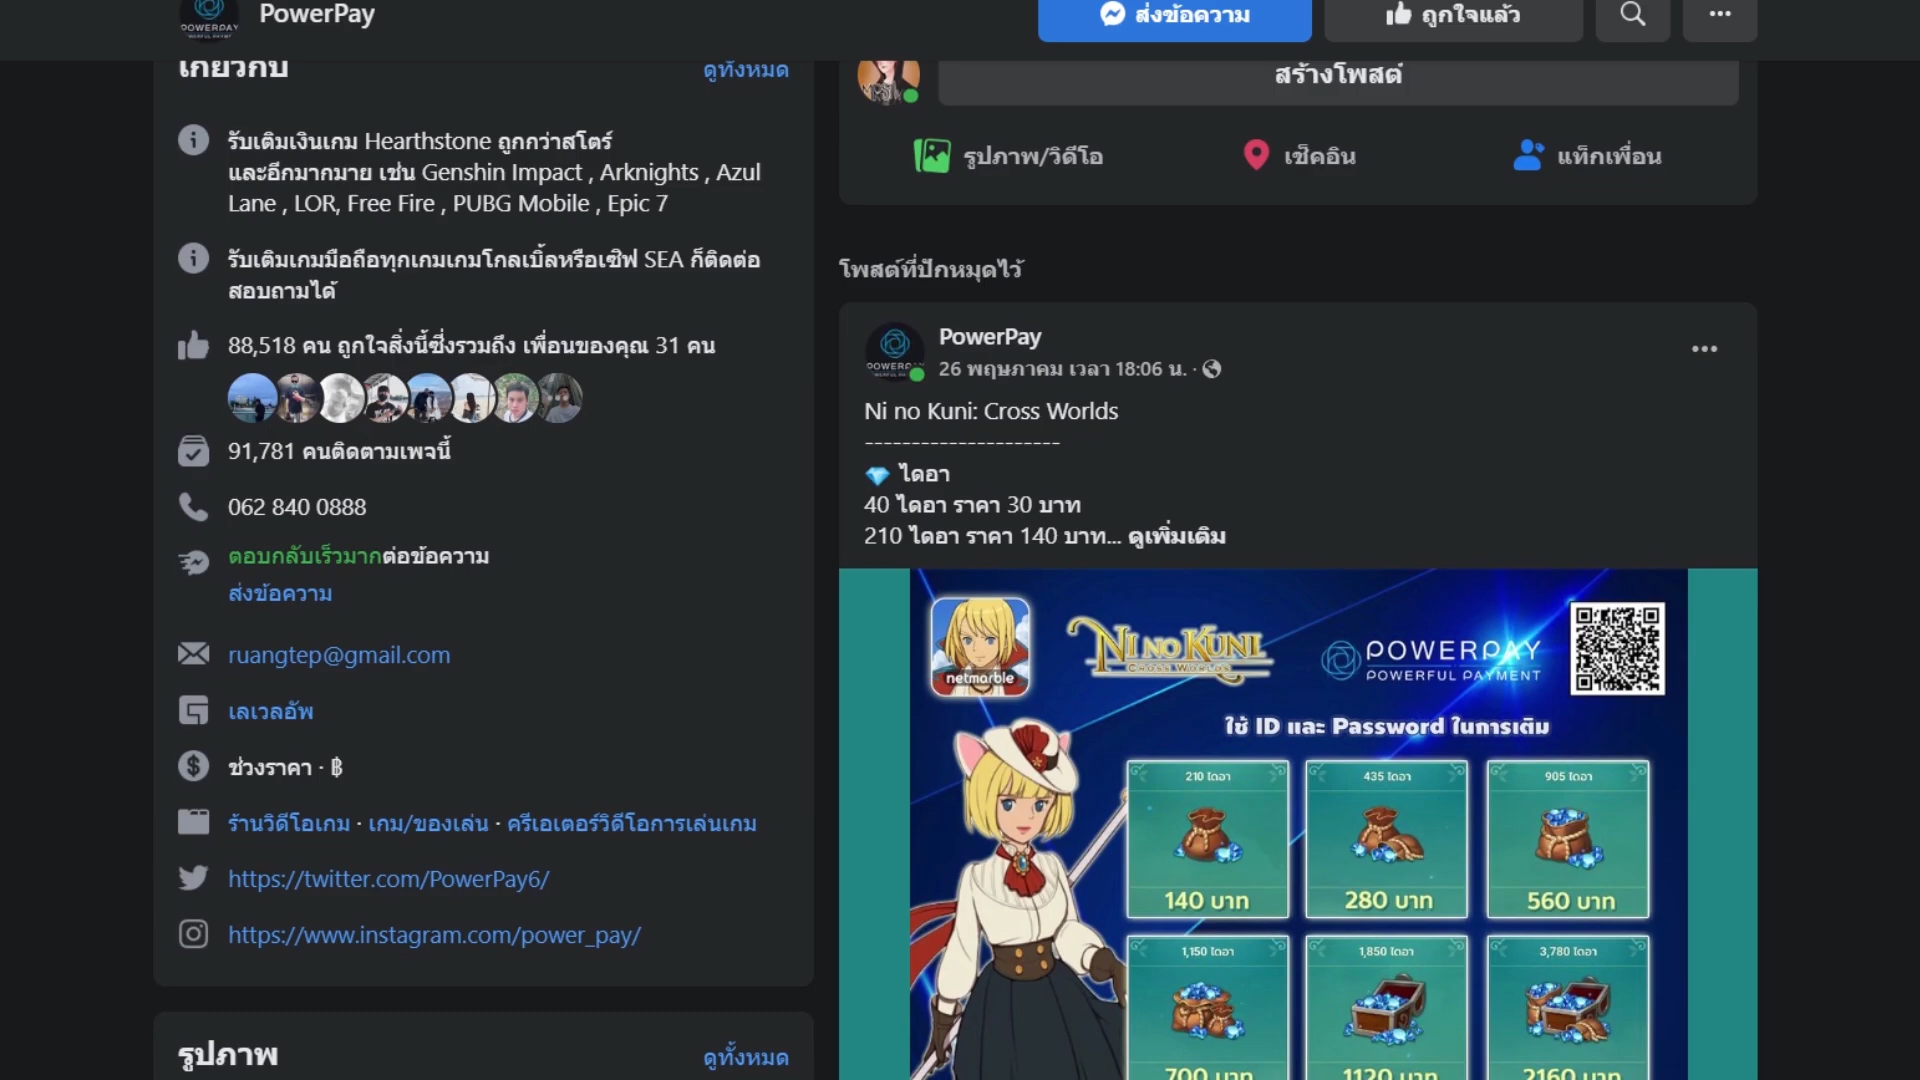 POWERPAY
PowerPay
ส่งข้อความ
ถูกใจแล้ว
เกี่ยวกับ
ดูทั้งหมด
รับเติมเงินเกม Hearthstone ถูกกว่าสโตร์
และอีกมากมาย เช่น Genshin Impact , Arknights , Azul
Lane , LOR, Free Fire , PUBG Mobile , Epic 7
รับเติมเกมมือถือทุกเกมเกมโกลเบิ้ลหรือเซิฟ SEA ก็ติดต่อ
สอบถามได้
88,518 คน ถูกใจสิ่งนี้ซึ่งรวมถึง เพื่อนของคุณ 31 คน
91,781 คนติดตามเพจนี้
062 840 0888
ตอบกลับเร็วมากต่อข้อความ
ส่งข้อความ
ruangtep@gmail.com
เลเวลอัพ
ช่วงราคา · ฿
ร้านวิดีโอเกม · เกม/ของเล่น · ครีเอเตอร์วิดีโอการเล่นเกม
https://twitter.com/PowerPay6/
https://www.instagram.com/power_pay/
รูปภาพ
ดูทั้งหมด
สร้างโพสต์
รูปภาพ/วิดีโอ
เช็คอิน
แท็กเพื่อน
โพสต์ที่ปักหมุดไว้
PowerPay
26 พฤษภาคม เวลา 18:06 น. ·
Ni no Kuni: Cross Worlds
---------------------
💎 ไดอา
40 ไดอา ราคา 30 บาท
210 ไดอา ราคา 140 บาท... ดูเพิ่มเติม
netmarble
NI NO KUNI
CROSS WORLDS
POWERPAY
POWERFUL PAYMENT
ใช้ ID และ Password ในการเติม
210 ไดอา
435 ไดอา
905 ไดอา
140 บาท
280 บาท
560 บาท
1,150 ไดอา
1,850 ไดอา
3,780 ไดอา
700 บาท
1120 บาท
2160 บาท